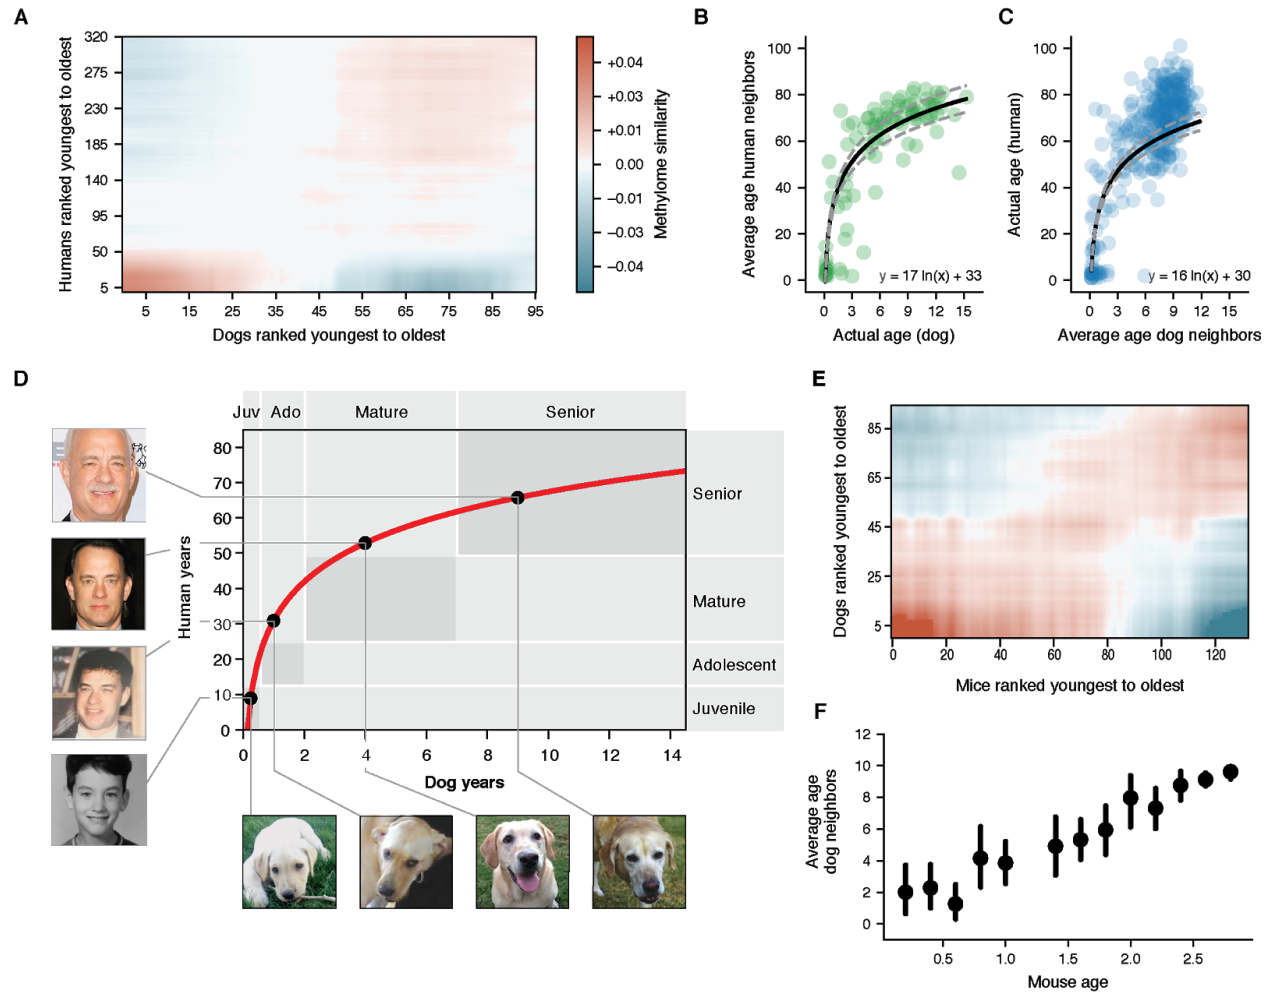 A
320
275
230
185
140
95
50
5
Humans ranked youngest to oldest
5 15 25 35 45 55 65 75 85 95
Dogs ranked youngest to oldest
+0.04
+0.03
+0.01
0.00
−0.01
−0.03
−0.04
Methylome similarity
B
100
80
60
40
20
0
Average age human neighbors
y = 17 ln(x) + 33
0 3 6 9 12 15
Actual age (dog)
C
100
80
60
40
20
0
Actual age (human)
y = 16 ln(x) + 30
0 3 6 9 12 15
Average age dog neighbors
D
Juv Ado Mature Senior
80
70
60
50
40
30
20
10
0
Human years
Senior
Mature
Adolescent
Juvenile
0 2 4 6 8 10 12 14
Dog years
E
85
65
45
25
5
Dogs ranked youngest to oldest
0 20 40 60 80 100 120
Mice ranked youngest to oldest
F
12
10
8
6
4
2
0
Average age
dog neighbors
0.5 1.0 1.5 2.0 2.5
Mouse age